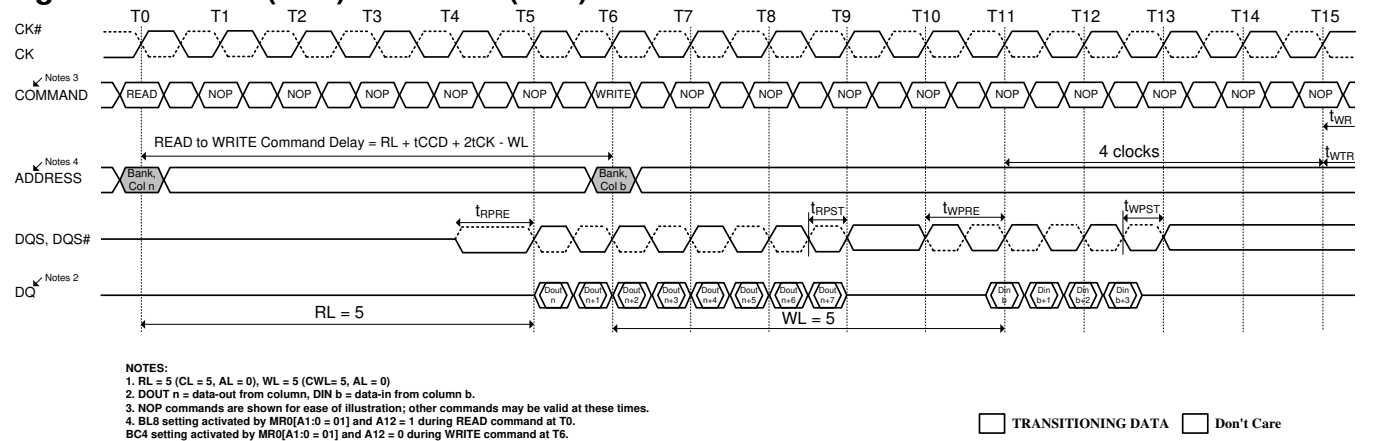 T0 T1 T2 T3 T4 T5 T6 T7 T8 T9 T10 T11 T12 T13 T14 T15
CK#
CK
Notes 3
COMMAND READ NOP NOP NOP NOP NOP WRITE NOP NOP NOP NOP NOP NOP NOP NOP NOP
tWR
READ to WRITE Command Delay = RL + tCCD + 2tCK - WL
4 clocks tWTR
Notes 4
ADDRESS Bank, Col n Bank, Col b
tRPRE tRPST tWPRE tWPST
DQS, DQS#
Notes 2
DQ Dout n Dout n+1 Dout n+2 Dout n+3 Dout n+4 Dout n+5 Dout n+6 Dout n+7 Din b Din b+1 Din b+2 Din b+3
RL = 5 WL = 5
NOTES:
1. RL = 5 (CL = 5, AL = 0), WL = 5 (CWL= 5, AL = 0)
2. DOUT n = data-out from column, DIN b = data-in from column b.
3. NOP commands are shown for ease of illustration; other commands may be valid at these times.
4. BL8 setting activated by MR0[A1:0 = 01] and A12 = 1 during READ command at T0.
BC4 setting activated by MR0[A1:0 = 01] and A12 = 0 during WRITE command at T6.
TRANSITIONING DATA Don't Care